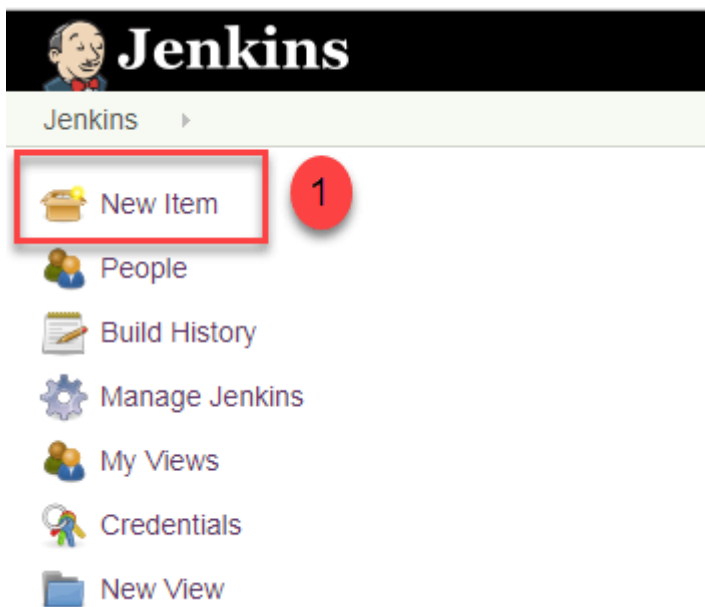 Jenkins
Jenkins
New Item
1
People
Build History
Manage Jenkins
My Views
Credentials
New View